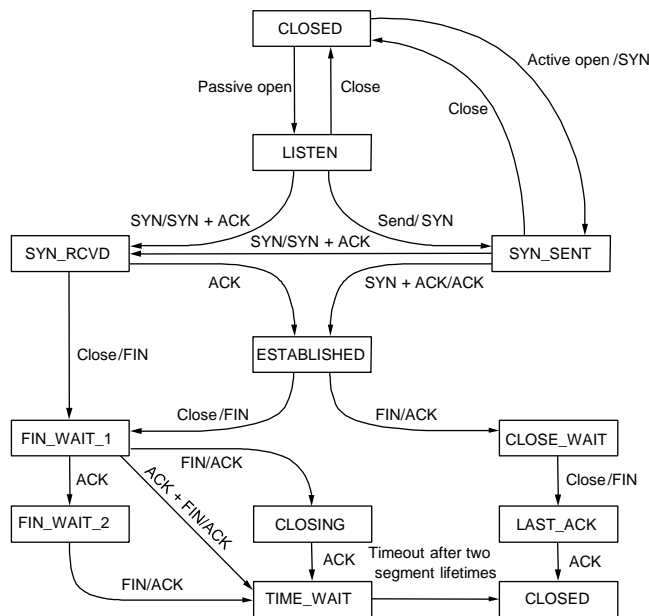 CLOSED
Active open/SYN
Passive open
Close
Close
LISTEN
SYN/SYN + ACK
Send/SYN
SYN_RCVD
SYN/SYN + ACK
SYN_SENT
ACK
SYN + ACK/ACK
ESTABLISHED
Close/FIN
Close/FIN
FIN/ACK
FIN_WAIT_1
CLOSE_WAIT
FIN/ACK
ACK
ACK + FIN/ACK
Close/FIN
FIN_WAIT_2
CLOSING
LAST_ACK
ACK
Timeout after two
segment lifetimes
ACK
FIN/ACK
TIME_WAIT
CLOSED